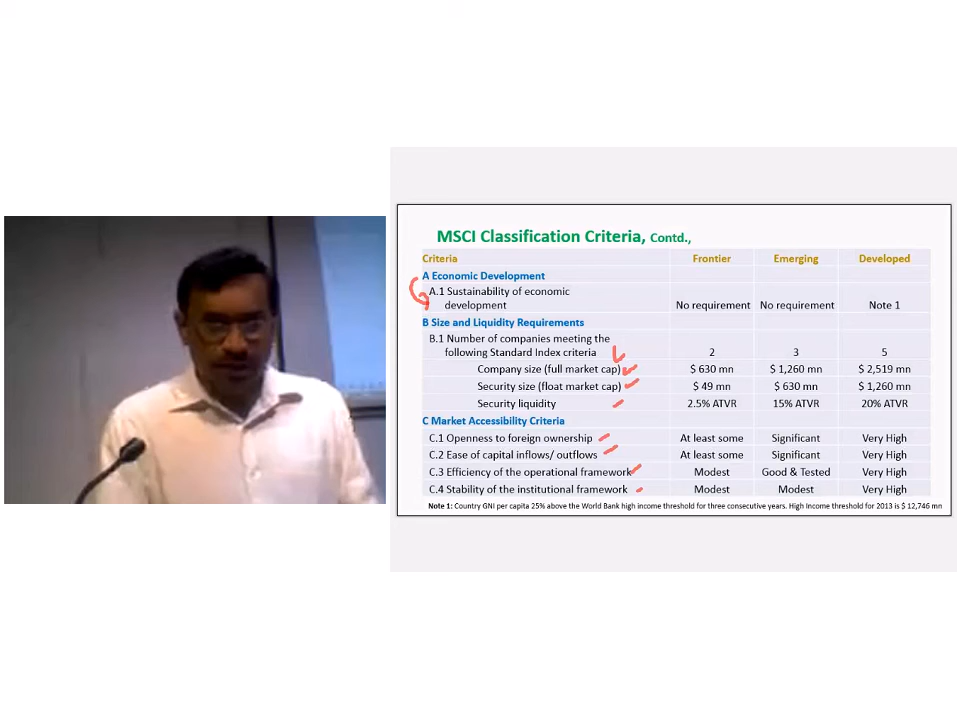 MSCI Classification Criteria, Contd.,
Criteria Frontier Emerging Developed
A Economic Development
A.1 Sustainability of economic
development No requirement No requirement Note 1
B Size and Liquidity Requirements
B.1 Number of companies meeting the
following Standard Index criteria 2 3 5
Company size (full market cap) $ 630 mn $ 1,260 mn $ 2,519 mn
Security size (float market cap) $ 49 mn $ 630 mn $ 1,260 mn
Security liquidity 2.5% ATVR 15% ATVR 20% ATVR
C Market Accessibility Criteria
C.1 Openness to foreign ownership At least some Significant Very High
C.2 Ease of capital inflows/ outflows At least some Significant Very High
C.3 Efficiency of the operational framework Modest Good & Tested Very High
C.4 Stability of the institutional framework Modest Modest Very High
Note 1: Country GNI per capita 25% above the World Bank high income threshold for three consecutive years. High Income threshold for 2013 is $ 12,746 mn